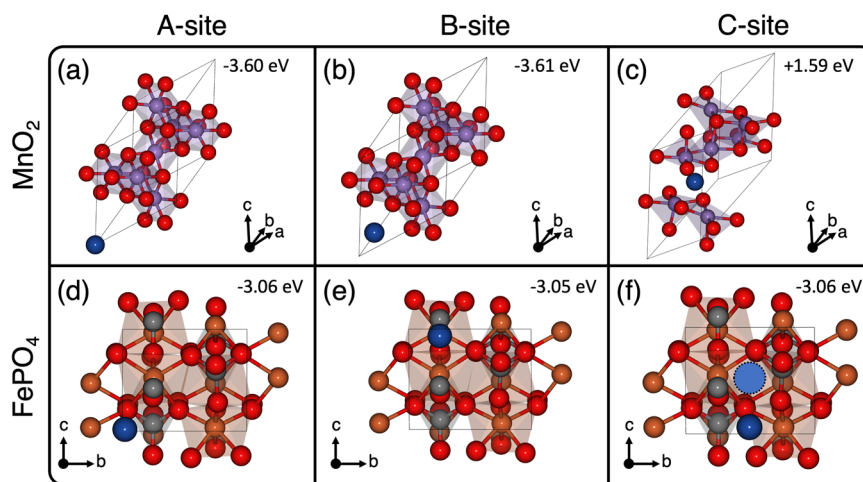 A-site B-site C-site
MnO2
(a) -3.60 eV
c
b
a
(b) -3.61 eV
c
b
a
(c) +1.59 eV
c
b
a
FePO4
(d) -3.06 eV
c
b
(e) -3.05 eV
c
b
(f) -3.06 eV
c
b